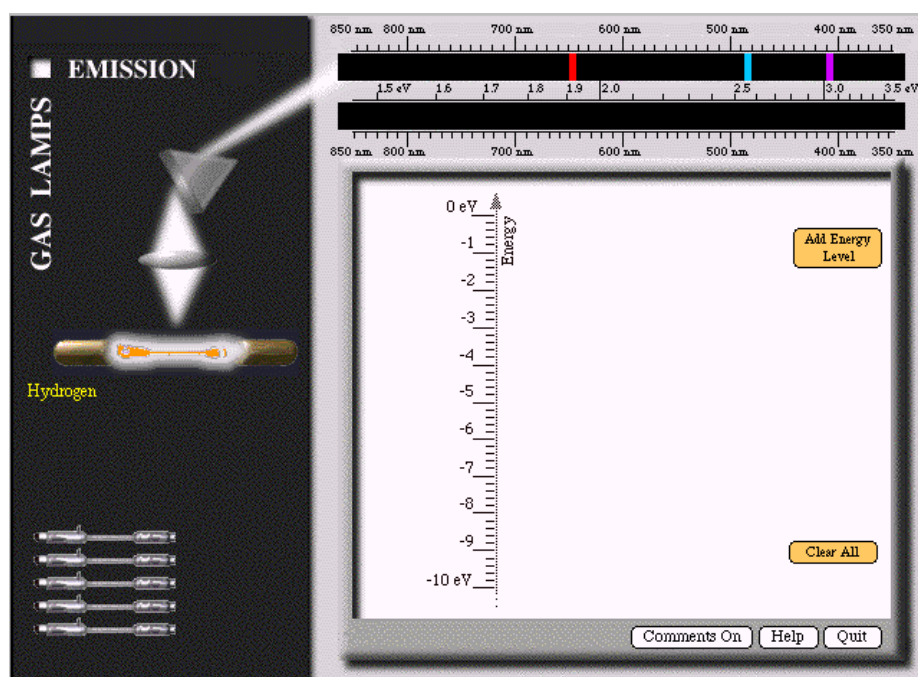 850 nm 800 nm 700 nm 600 nm 500 nm 400 nm 350 nm
EMISSION
1.5 eV 1.6 1.7 1.8 1.9 2.0 2.5 3.0 3.5 eV
850 nm 800 nm 700 nm 600 nm 500 nm 400 nm 350 nm
GAS LAMPS
0 eV
Energy
-1
-2
-3
-4
-5
-6
-7
-8
-9
-10 eV
Add Energy
Level
Hydrogen
Clear All
Comments On Help Quit